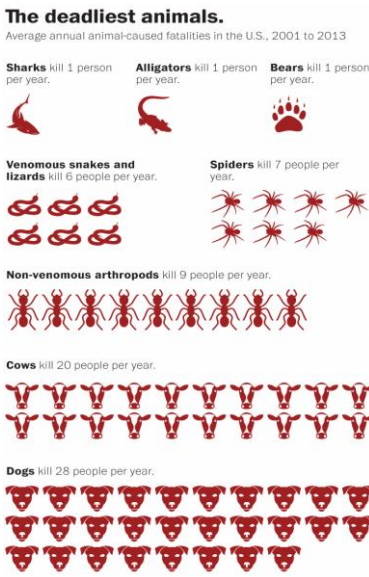 The deadliest animals.
Average annual animal-caused fatalities in the U.S., 2001 to 2013
Sharks kill 1 person
per year.
Alligators kill 1 person
per year.
Bears kill 1 person
per year.
Venomous snakes and
lizards kill 6 people per year.
Spiders kill 7 people per
year.
Non-venomous arthropods kill 9 people per year.
Cows kill 20 people per year.
Dogs kill 28 people per year.